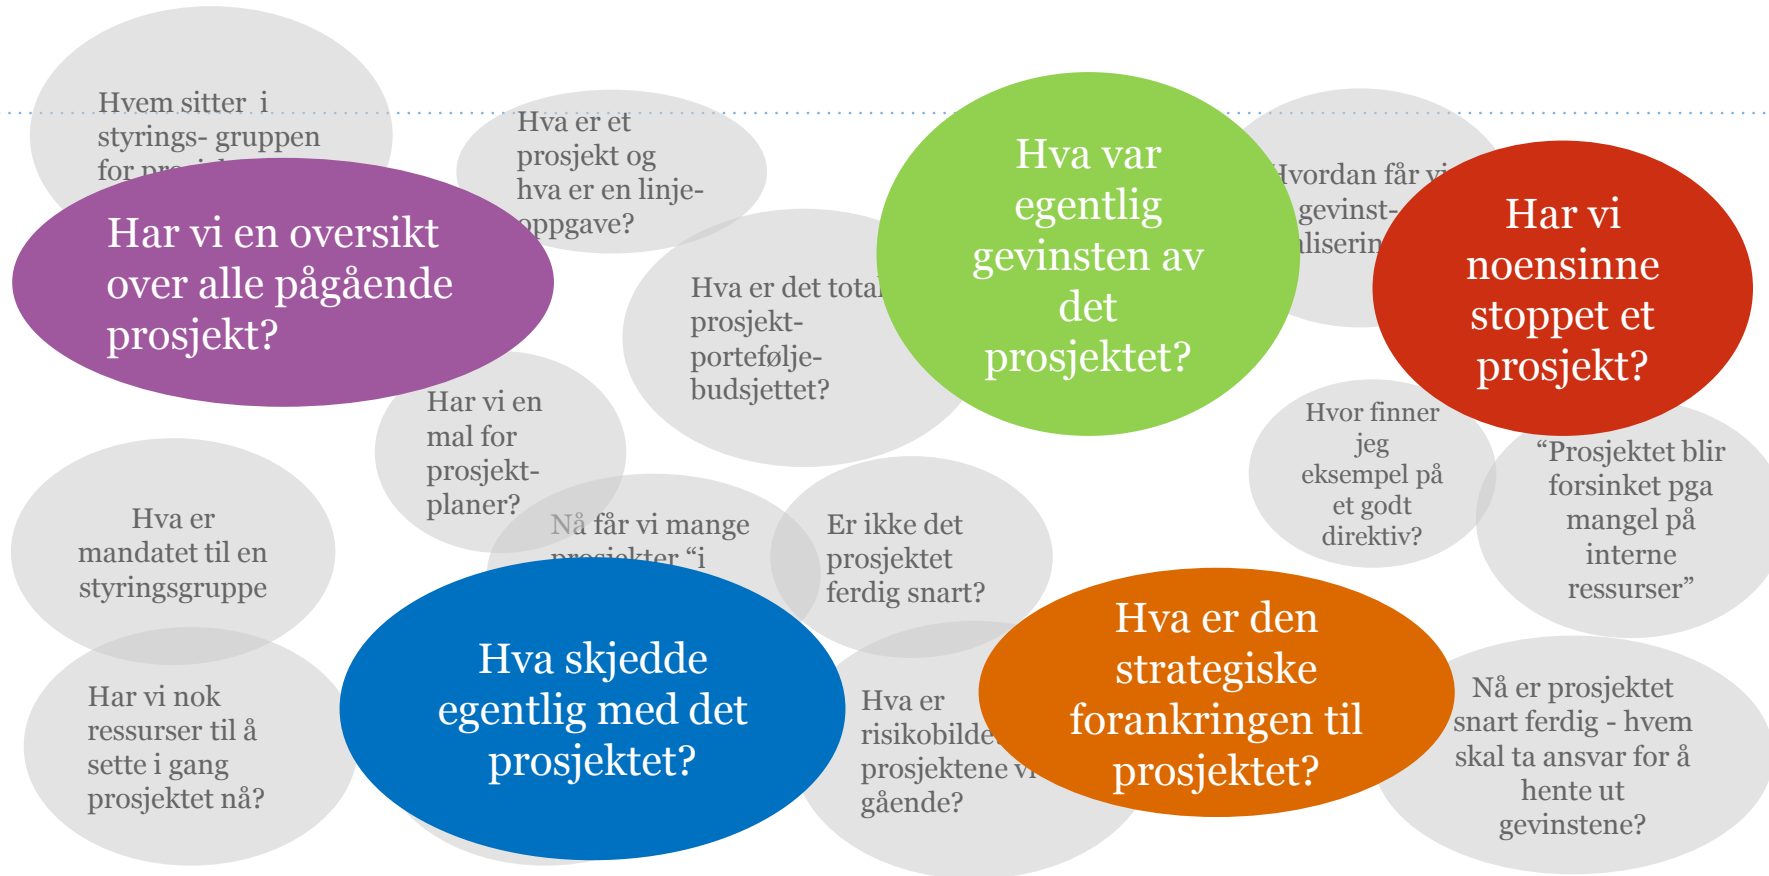 Hvem sitter i
styrings- gruppen
for
Har vi en oversikt
over alle pågående
prosjekt?
Hva er et
prosjekt og
hva er en linje-
oppgave?
Hva er det
prosjekt-
portefølje-
budsjettet?
Hva var
egentlig
gevinsten av
det
prosjektet?
Hvordan får vi
gevinst-
Har vi
noensinne
stoppet et
prosjekt?
Har vi en
mal for
prosjekt-
planer?
Hvor finner
jeg
eksempel på
et godt
direktiv?
“Prosjektet blir
forsinket pga
mangel på
interne
ressurser”
Hva er
mandatet til en
styringsgruppe
Nå får vi mange
prosjekter “i
Er ikke det
prosjektet
ferdig snart?
Har vi nok
ressurser til å
sette i gang
prosjektet nå?
Hva skjedde
egentlig med det
prosjektet?
Hva er
prosjektene
gående?
Hva er den
strategiske
forankringen til
prosjektet?
Nå er prosjektet
snart ferdig - hvem
skal ta ansvar for å
hente ut
gevinstene?